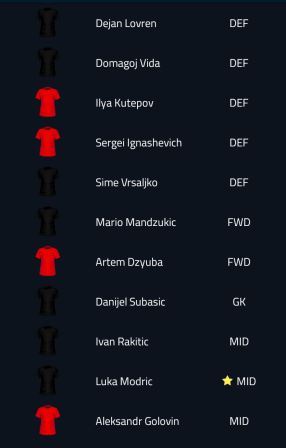 Dejan Lovren DEF
Domagoj Vida DEF
Ilya Kutepov DEF
Sergei Ignashevich DEF
Sime Vrsaljko DEF
Mario Mandzukic FWD
Artem Dzyuba FWD
Danijel Subasic GK
Ivan Rakitic MID
Luka Modric MID
Aleksandr Golovin MID